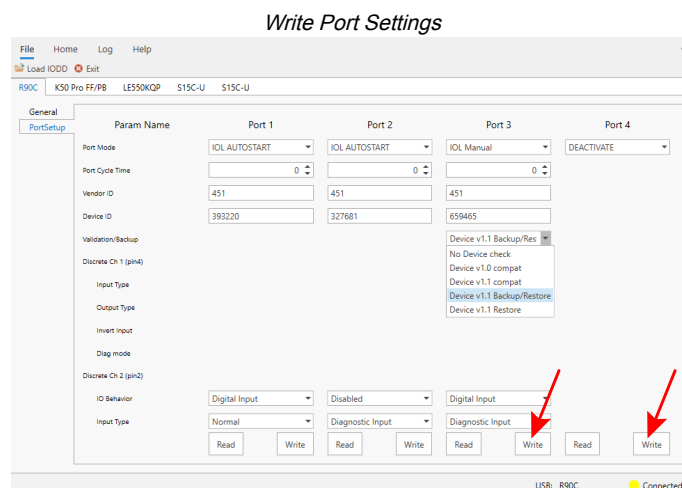 Write Port Settings
File Home Log Help
Load IODD Exit
R90C K50 Pro FF/PB LE550KQP S15C-U S15C-U
General
PortSetup
Param Name Port 1 Port 2 Port 3 Port 4
Port Mode IOL AUTOSTART IOL AUTOSTART IOL Manual DEACTIVATE
Port Cycle Time 0 0 0
Vendor ID 451 451 451
Device ID 393220 327681 659465
Validation/Backup Device v1.1 Backup/Res
No Device check
Discrete Ch 1 (pin4)
Device v1.0 compat
Input Type Device v1.1 compat
Device v1.1 Backup/Restore
Output Type Device v1.1 Restore
Invert Input
Diag mode
Discrete Ch 2 (pin2)
IO Behavior Digital Input Disabled Digital Input
Input Type Normal Diagnostic Input Diagnostic Input
Read Write Read Write Read Write Read Write
USB: R90C Connected